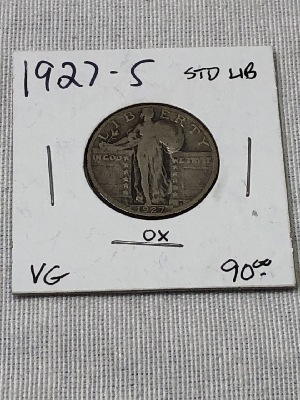 1927-S STD LIB
LIBERTY
IN GOD WE TRUST
1927
OX
VG 90.00